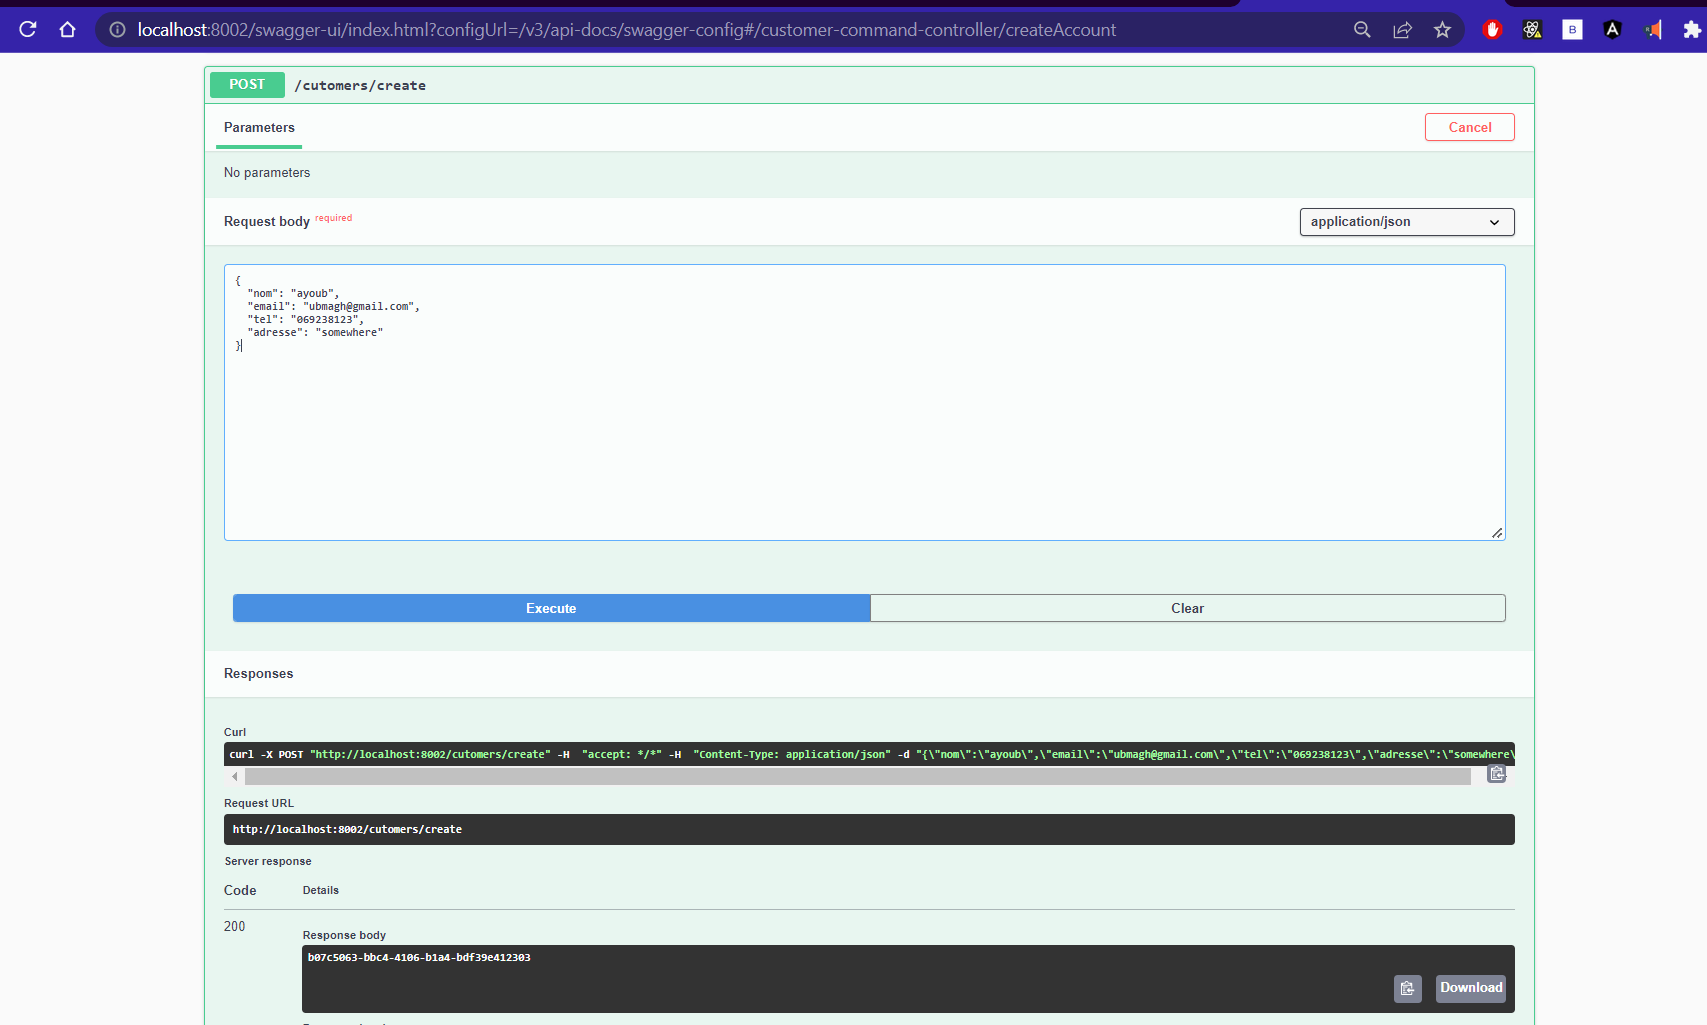 localhost:8002/swagger-ui/index.html?configUrl=/v3/api-docs/swagger-config#/customer-command-controller/createAccount
B
A
POST /cutomers/create
Parameters
Cancel
No parameters
Request body required
application/json
{
"nom": "ayoub",
"email": "ubmagh@gmail.com",
"tel": "069238123",
"adresse": "somewhere"
}
Execute
Clear
Responses
Curl
curl -X POST "http://localhost:8002/cutomers/create" -H  "accept: */*" -H  "Content-Type: application/json" -d "{\"nom\":\"ayoub\",\"email\":\"ubmagh@gmail.com\",\"tel\":\"069238123\",\"adresse\":\"somewhere\
Request URL
http://localhost:8002/cutomers/create
Server response
Code Details
200
Response body
b07c5063-bbc4-4106-b1a4-bdf39e412303
Download